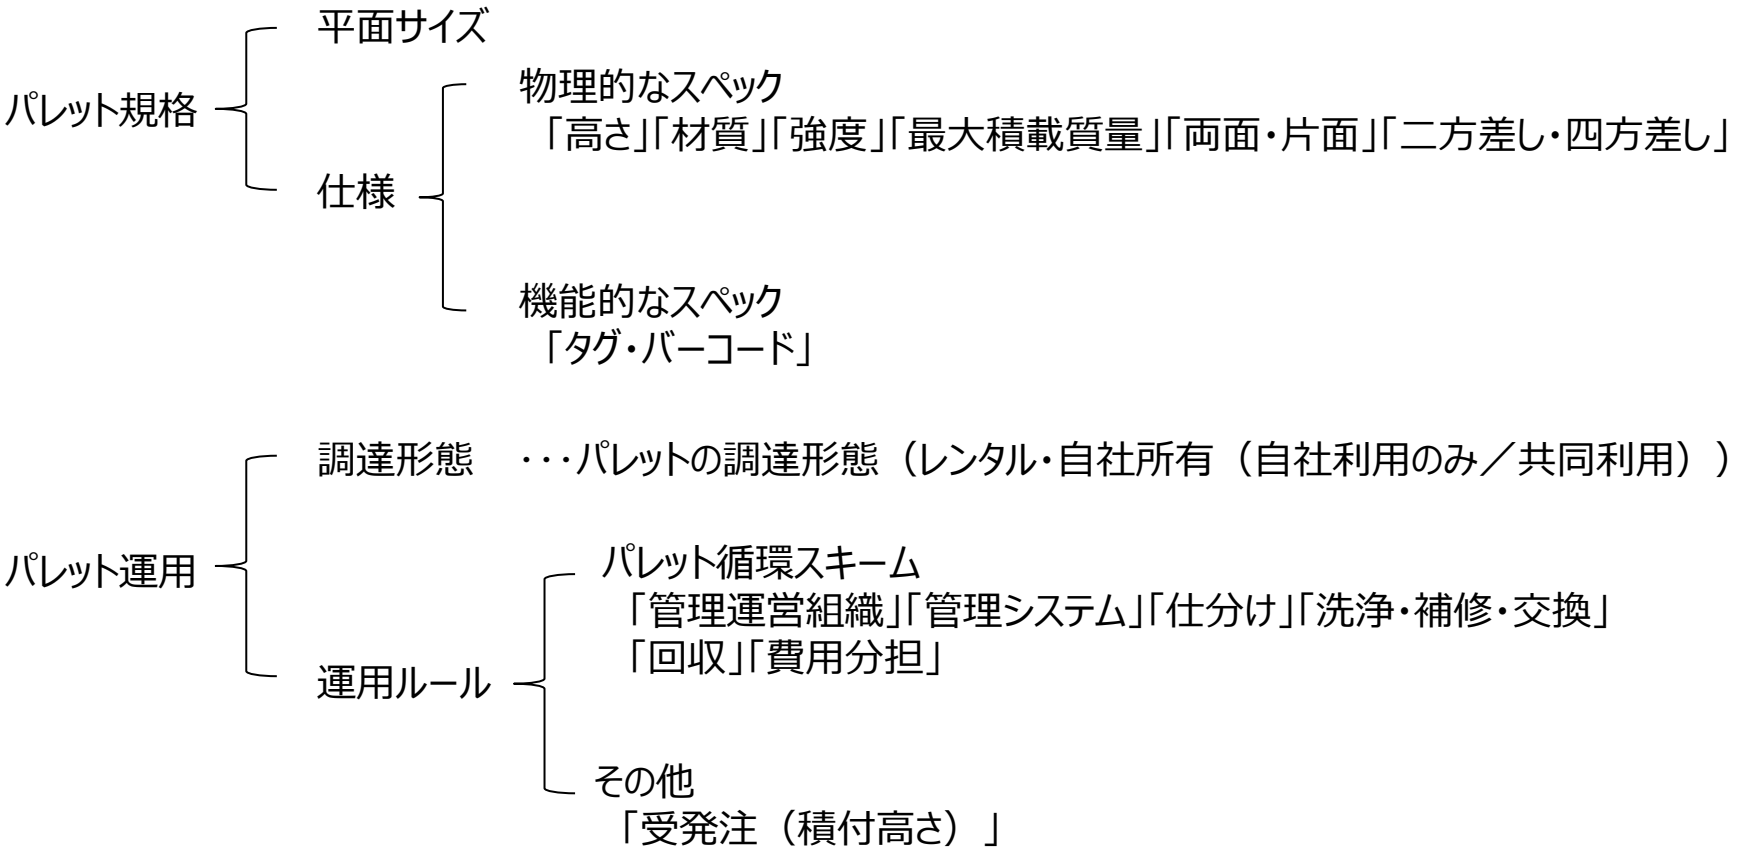 平面サイズ
物理的なスペック
パレット規格
「高さ」「材質」「強度」「最大積載質量」「両面・片面」「二方差し・四方差し」
仕様
機能的なスペック
「タグ・バーコード」
調達形態 ・・・パレットの調達形態（レンタル・自社所有（自社利用のみ／共同利用））
パレット運用
パレット循環スキーム
「管理運営組織」「管理システム」「仕分け」「洗浄・補修・交換」
「回収」「費用分担」
運用ルール
その他
「受発注（積付高さ）」